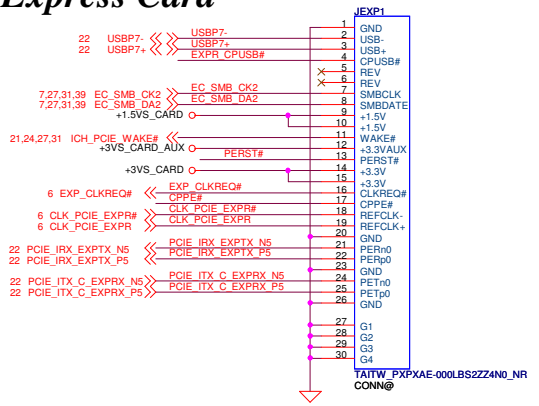 Express Card
JEXP1
1 GND
22 USBP7- USBP7- 2 USB-
22 USBP7+ USBP7+ 3 USB+
EXPR_CPUSB# 4 CPUSB#
5 REV
6 REV
7,27,31,39 EC_SMB_CK2 EC_SMB_CK2 7 SMBCLK
7,27,31,39 EC_SMB_DA2 EC_SMB_DA2 8 SMBDATE
+1.5VS_CARD 9 +1.5V
10 +1.5V
21,24,27,31 ICH_PCIE_WAKE# 11 WAKE#
+3VS_CARD_AUX 12 +3.3VAUX
PERST# 13 PERST#
+3VS_CARD 14 +3.3V
15 +3.3V
6 EXP_CLKREQ# EXP_CLKREQ# 16 CLKREQ#
CPPE# 17 CPPE#
6 CLK_PCIE_EXPR# CLK_PCIE_EXPR# 18 REFCLK-
6 CLK_PCIE_EXPR CLK_PCIE_EXPR 19 REFCLK+
20 GND
22 PCIE_IRX_EXPTX_N5 PCIE_IRX_EXPTX_N5 21 PERn0
22 PCIE_IRX_EXPTX_P5 PCIE_IRX_EXPTX_P5 22 PERp0
23 GND
22 PCIE_ITX_C_EXPRX_N5 PCIE_ITX_C_EXPRX_N5 24 PETn0
22 PCIE_ITX_C_EXPRX_P5 PCIE_ITX_C_EXPRX_P5 25 PETp0
26 GND
27 G1
28 G2
29 G3
30 G4
TAITW_PXPXAE-000LBS2ZZ4N0_NR
CONN@